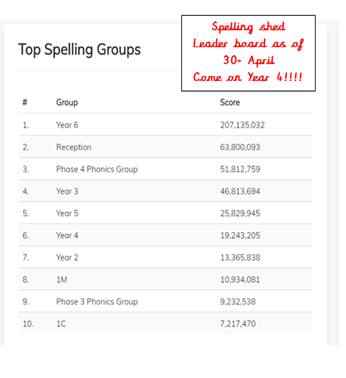 Spelling shed
Leader board as of
30- April
Come on Year 4!!!!
Top Spelling Groups
# Group Score
1. Year 6 207,135,032
2. Reception 63,800,093
3. Phase 4 Phonics Group 51,812,759
4. Year 3 46,813,694
5. Year 5 25,829,945
6. Year 4 19,243,205
7. Year 2 13,365,838
8. 1M 10,934,081
9. Phase 3 Phonics Group 9,232,538
10. 1C 7,217,470